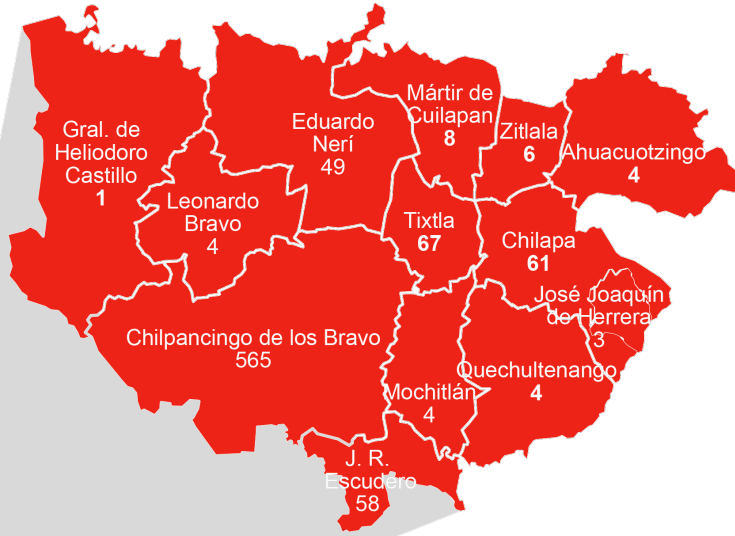 Gral. de
Heliodoro
Castillo
1
Leonardo
Bravo
4
Eduardo
Nerí
49
Mártir de
Cuilapan
8
Zitlala
6
Ahuacuotzingo
4
Tixtla
67
Chilapa
61
José Joaquín
de Herrera
3
Chilpancingo de los Bravo
565
Mochitlán
4
Quechultenango
4
J. R.
Escudero
58